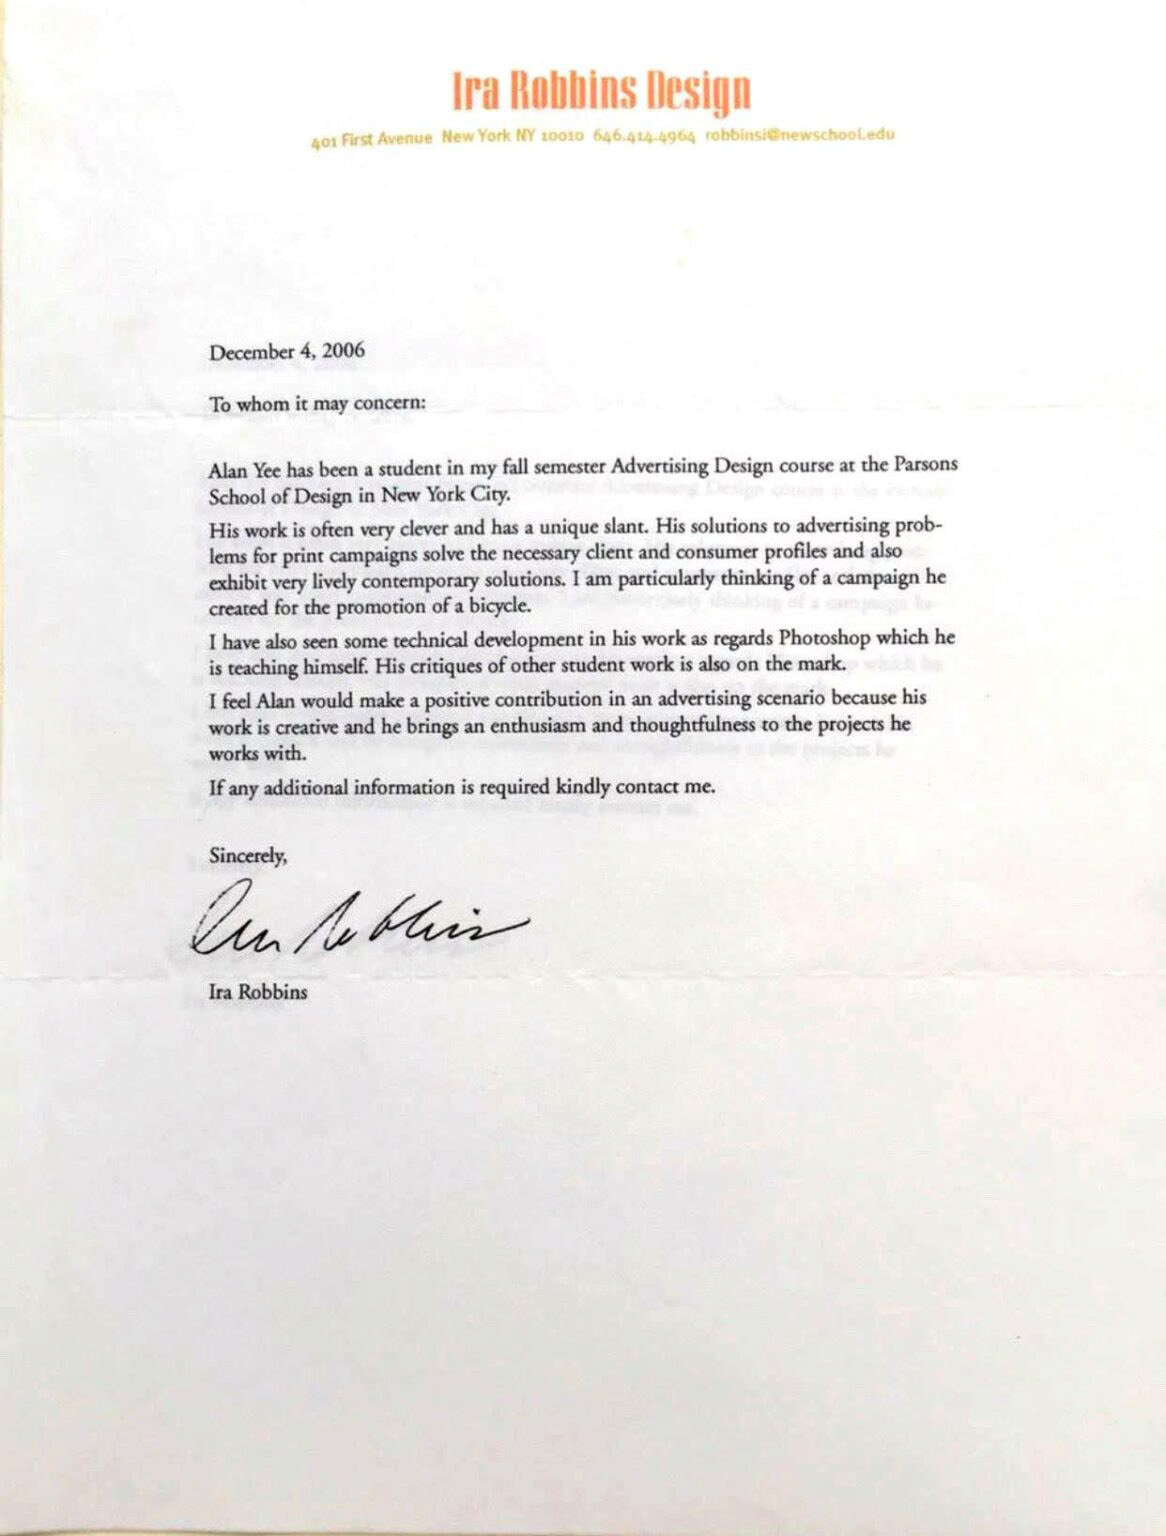 Ira Robbins Design
401 First Avenue New York NY 10010 646.414.4964 robbinsi@newschool.edu
December 4, 2006
To whom it may concern:
Alan Yee has been a student in my fall semester Advertising Design course at the Parsons
School of Design in New York City.
His work is often very clever and has a unique slant. His solutions to advertising prob-
lems for print campaigns solve the necessary client and consumer profiles and also
exhibit very lively contemporary solutions. I am particularly thinking of a campaign he
created for the promotion of a bicycle.
I have also seen some technical development in his work as regards Photoshop which he
is teaching himself. His critiques of other student work is also on the mark.
I feel Alan would make a positive contribution in an advertising scenario because his
work is creative and he brings an enthusiasm and thoughtfulness to the projects he
works with.
If any additional information is required kindly contact me.
Sincerely,
Ira Robbins
Ira Robbins